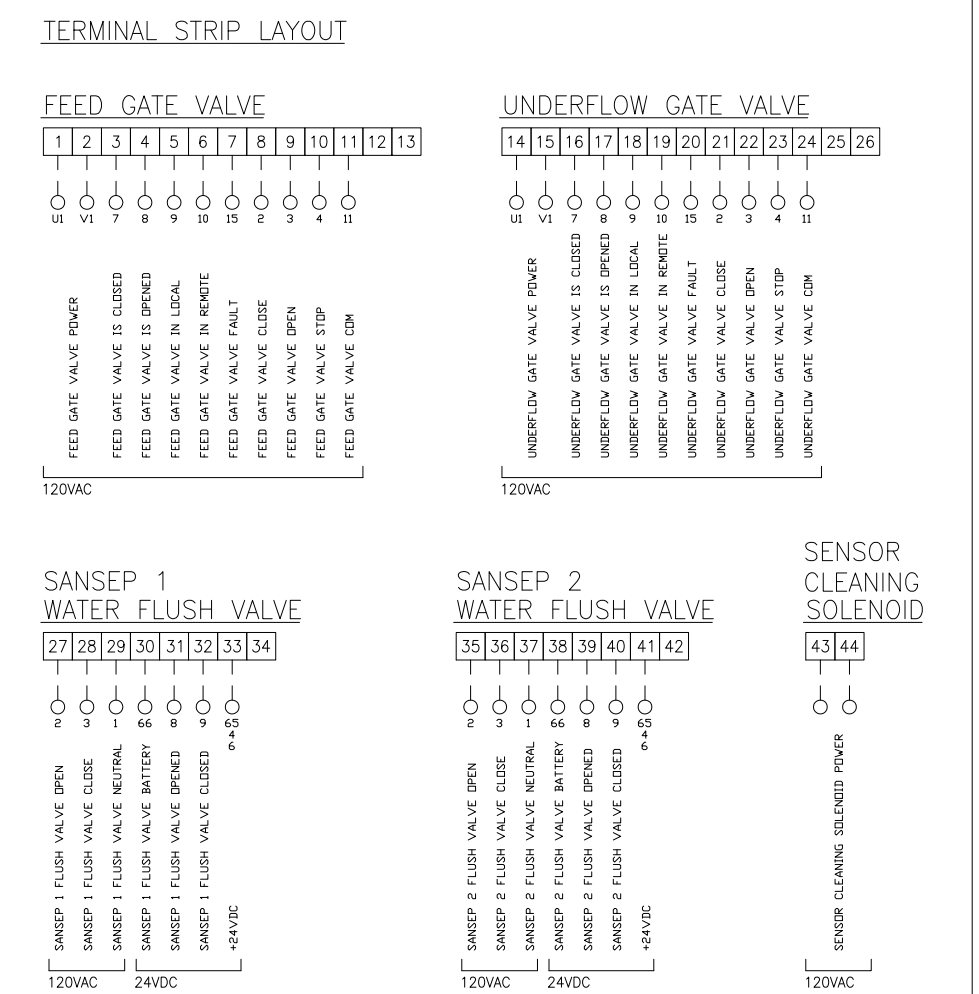 TERMINAL STRIP LAYOUT
FEED GATE VALVE
1 2 3 4 5 6 7 8 9 10 11 12 13
U1 V1 7 8 9 10 15 2 3 4 11
FEED GATE VALVE POWER
FEED GATE VALVE IS CLOSED
FEED GATE VALVE IS OPENED
FEED GATE VALVE IN LOCAL
FEED GATE VALVE IN REMOTE
FEED GATE VALVE FAULT
FEED GATE VALVE CLOSE
FEED GATE VALVE OPEN
FEED GATE VALVE STOP
FEED GATE VALVE COM
120VAC
UNDERFLOW GATE VALVE
14 15 16 17 18 19 20 21 22 23 24 25 26
U1 V1 7 8 9 10 15 2 3 4 11
UNDERFLOW GATE VALVE POWER
UNDERFLOW GATE VALVE IS CLOSED
UNDERFLOW GATE VALVE IS OPENED
UNDERFLOW GATE VALVE IN LOCAL
UNDERFLOW GATE VALVE IN REMOTE
UNDERFLOW GATE VALVE FAULT
UNDERFLOW GATE VALVE CLOSE
UNDERFLOW GATE VALVE OPEN
UNDERFLOW GATE VALVE STOP
UNDERFLOW GATE VALVE COM
120VAC
SANSEP 1
WATER FLUSH VALVE
27 28 29 30 31 32 33 34
2 3 1 66 8 9 65
4
6
SANSEP 1 FLUSH VALVE OPEN
SANSEP 1 FLUSH VALVE CLOSE
SANSEP 1 FLUSH VALVE NEUTRAL
SANSEP 1 FLUSH VALVE BATTERY
SANSEP 1 FLUSH VALVE OPENED
SANSEP 1 FLUSH VALVE CLOSED
+24VDC
120VAC 24VDC
SANSEP 2
WATER FLUSH VALVE
35 36 37 38 39 40 41 42
2 3 1 66 8 9 65
4
6
SANSEP 2 FLUSH VALVE OPEN
SANSEP 2 FLUSH VALVE CLOSE
SANSEP 2 FLUSH VALVE NEUTRAL
SANSEP 2 FLUSH VALVE BATTERY
SANSEP 2 FLUSH VALVE OPENED
SANSEP 2 FLUSH VALVE CLOSED
+24VDC
120VAC 24VDC
SENSOR
CLEANING
SOLENOID
43 44
SENSOR CLEANING SOLENOID POWER
120VAC